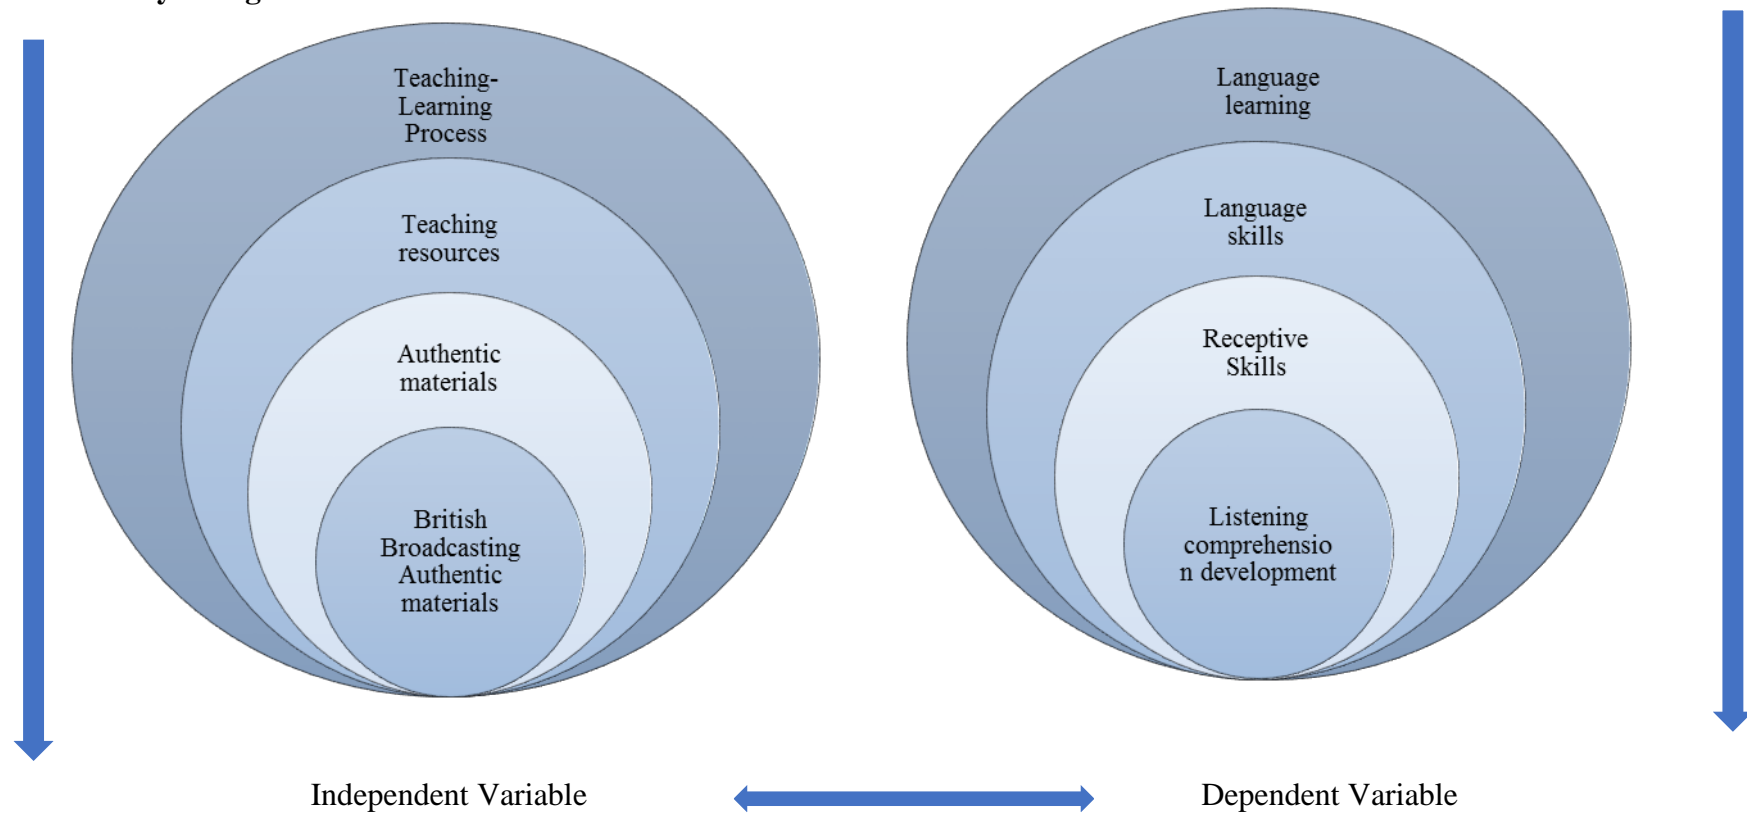 Teaching-
Learning
Process
Teaching
resources
Authentic
materials
British
Broadcasting
Authentic
materials
Language
learning
Language
skills
Receptive
Skills
Listening
comprehensio
n development
Independent Variable
Dependent Variable